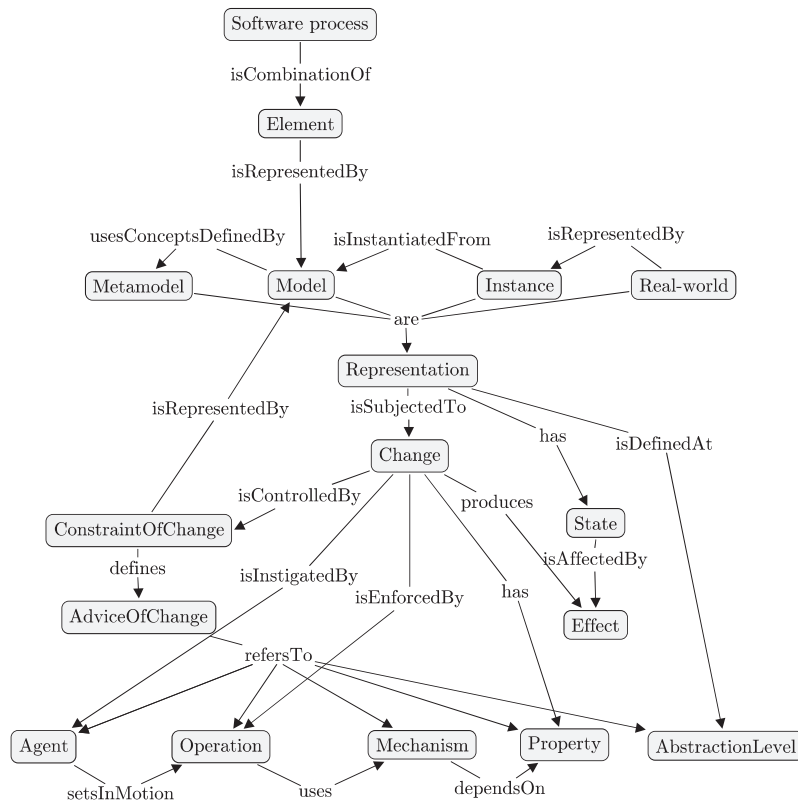 Software process
isCombinationOf
Element
isRepresentedBy
usesConceptsDefinedBy
isInstantiatedFrom
isRepresentedBy
Metamodel
Model
Instance
Real-world
are
Representation
isRepresentedBy
isSubjectedTo
has
isDefinedAt
Change
isControlledBy
produces
ConstraintOfChange
State
defines
isInstigatedBy
isEnforcedBy
has
isAffectedBy
AdviceOfChange
Effect
refersTo
Agent
Operation
Mechanism
Property
AbstractionLevel
setsInMotion
uses
dependsOn